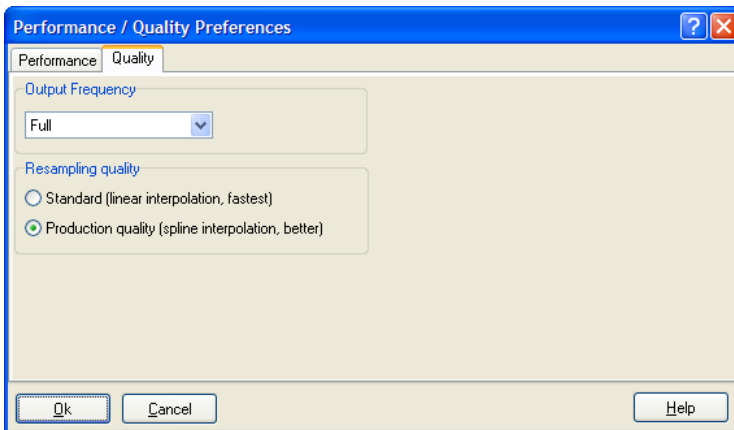 Performance / Quality Preferences
Performance Quality
Output Frequency
Full
Resampling quality
Standard (linear interpolation, fastest)
Production quality (spline interpolation, better)
Ok Cancel Help